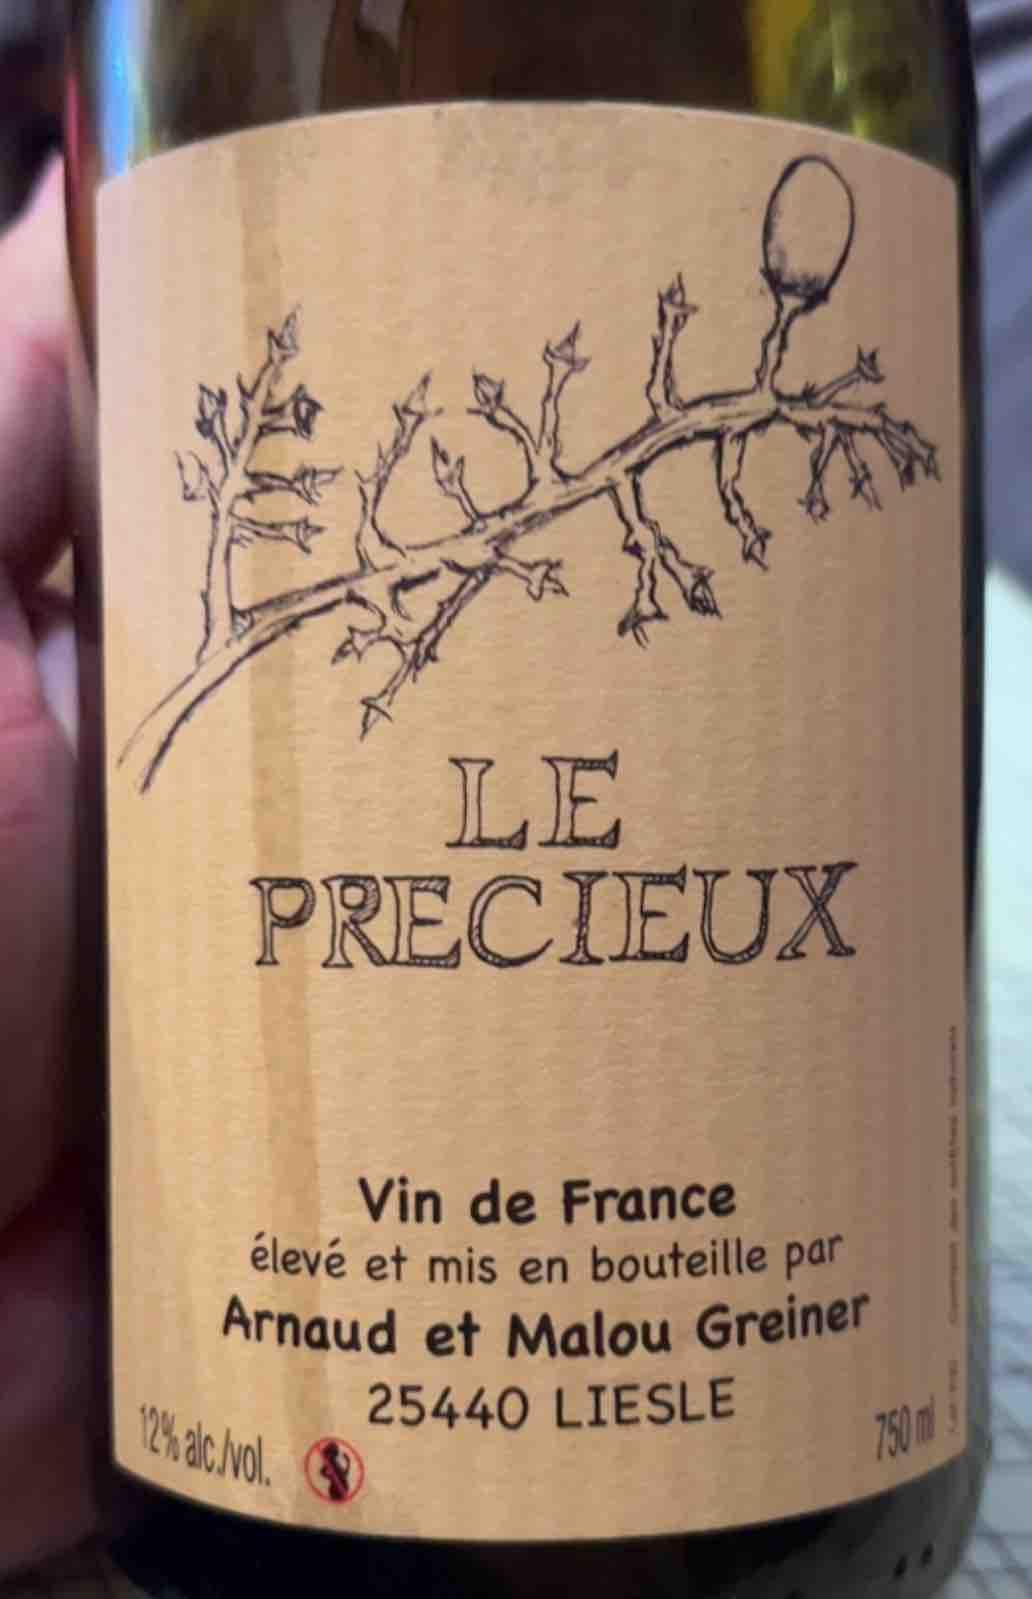 LE
PRECIEUX
Vin de France
élevé et mis en bouteille par
Arnaud et Malou Greiner
25440 LIESLE
12% alc./vol.
750 ml